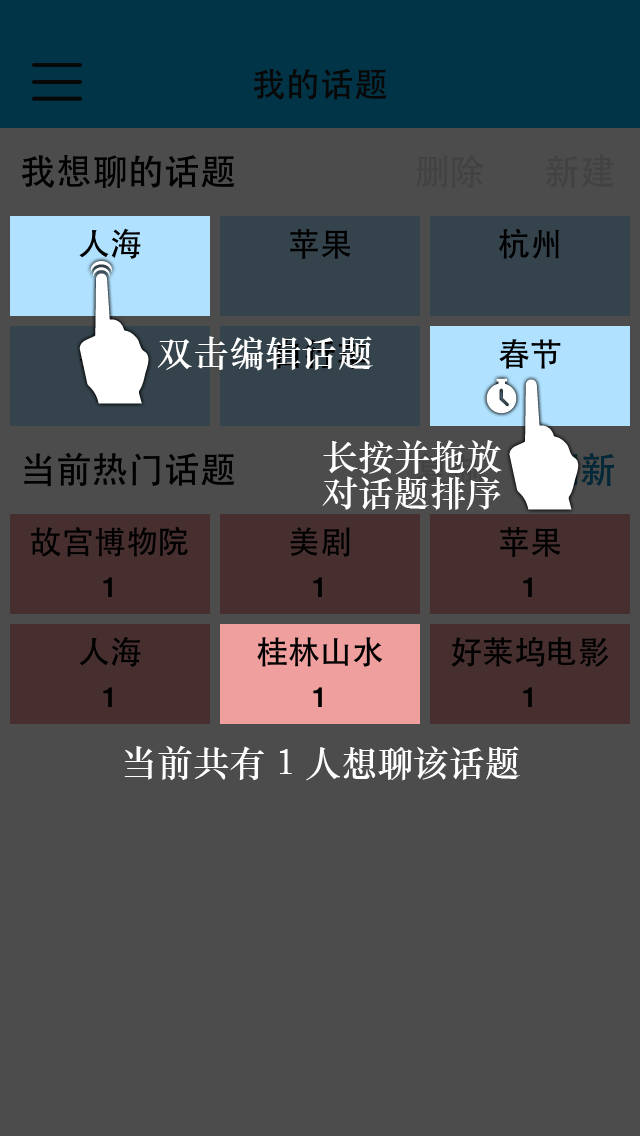 我的话题
我想聊的话题 删除 新建
人海 苹果 杭州
双击编辑话题
春节
长按并拖放
对话题排序
当前热门话题 新
故宫博物院 美剧 苹果
1 1 1
人海 桂林山水 好莱坞电影
1 1 1
当前共有 1 人想聊该话题